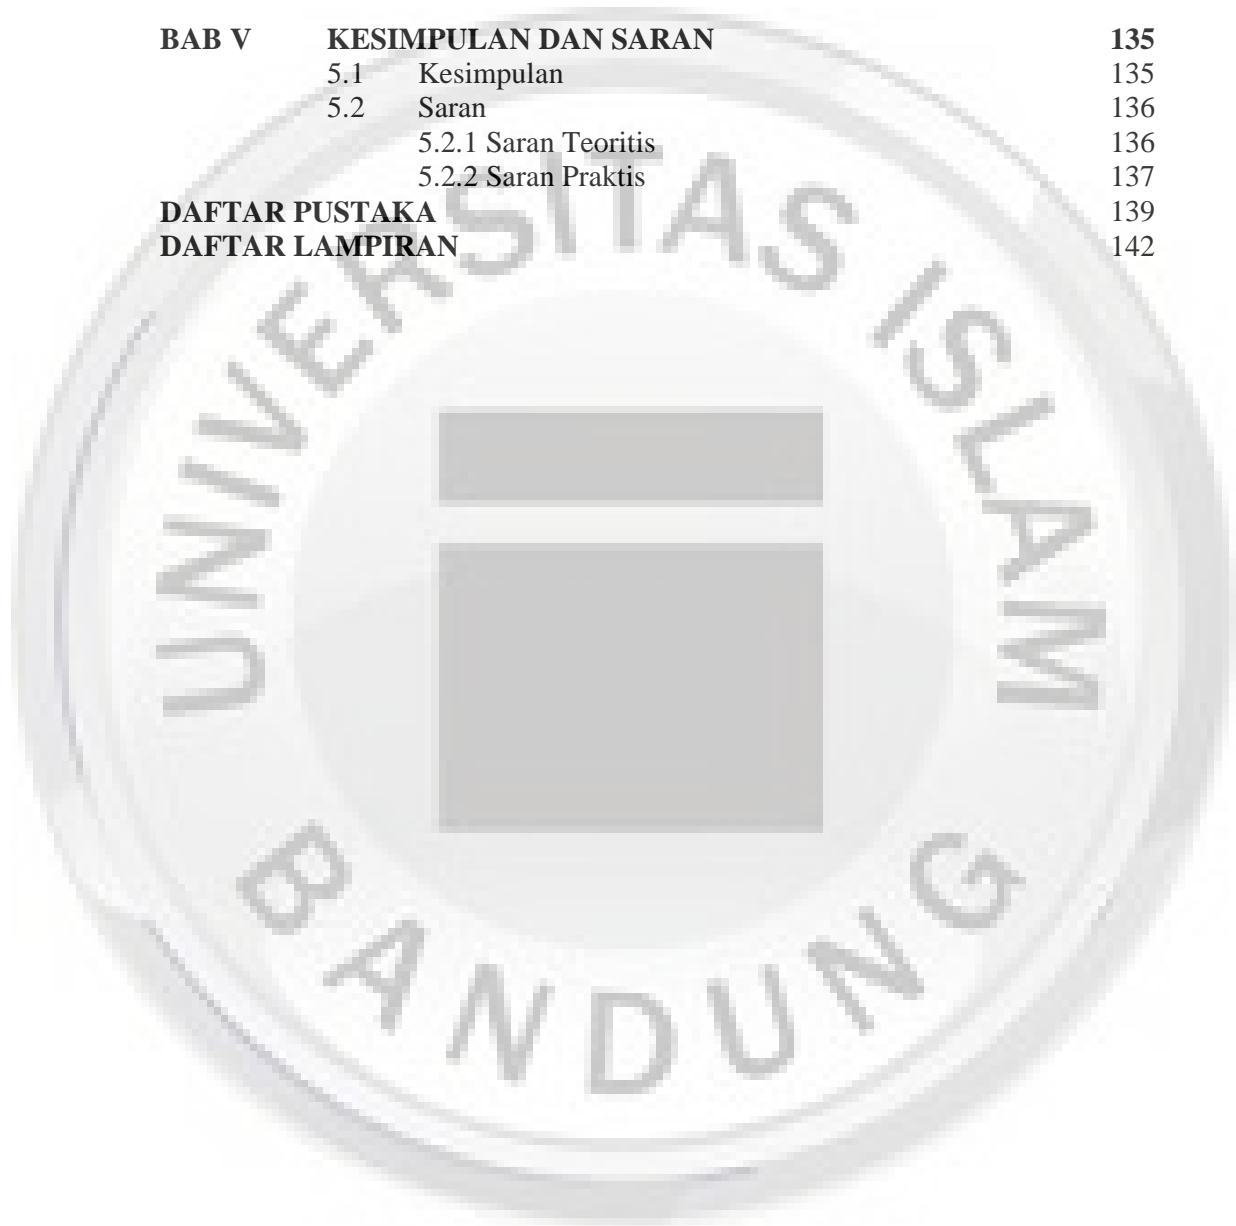 BAB V KESIMPULAN DAN SARAN 135
5.1 Kesimpulan 135
5.2 Saran 136
5.2.1 Saran Teoritis 136
5.2.2 Saran Praktis 137
DAFTAR PUSTAKA 139
DAFTAR LAMPIRAN 142
UNIVERSITAS ISLAM
BANDUNG